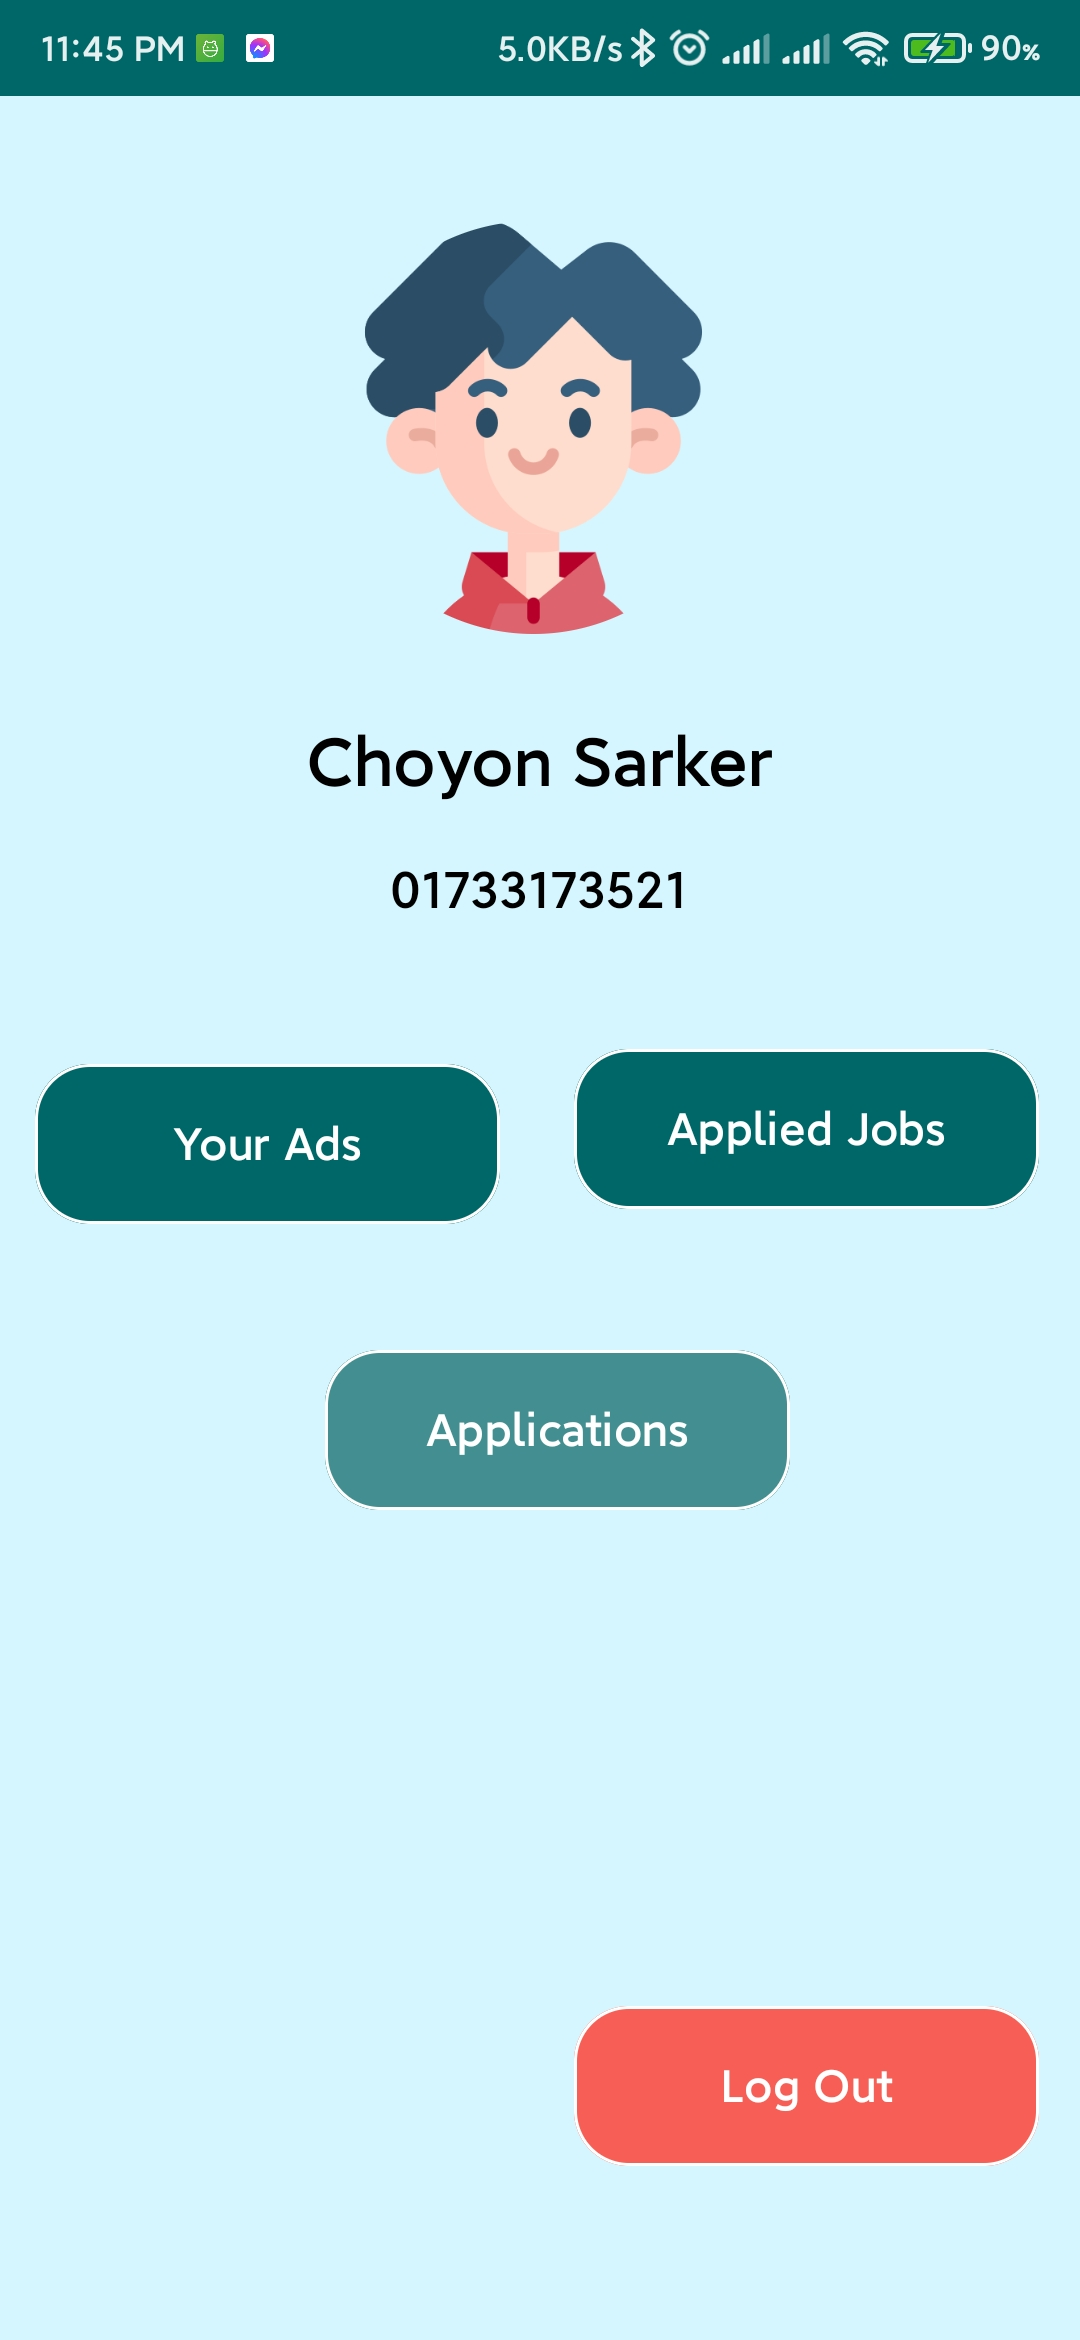 11:45 PM 5.0KB/s 90%
Choyon Sarker
01733173521
Your Ads
Applied Jobs
Applications
Log Out